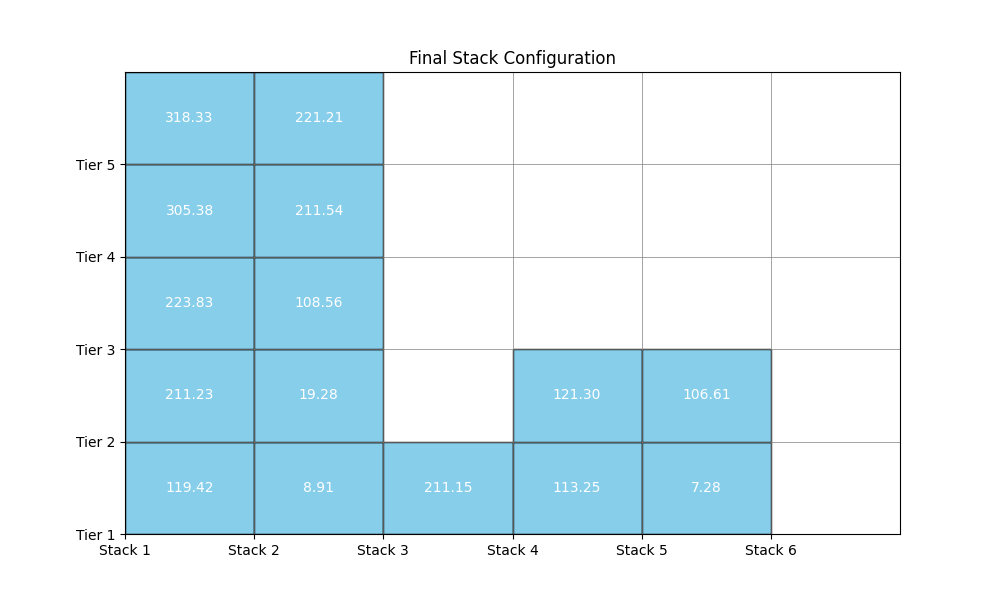 Final Stack Configuration
318.33 221.21
Tier 5
305.38 211.54
Tier 4
223.83 108.56
Tier 3
211.23 19.28 121.30 106.61
Tier 2
119.42 8.91 211.15 113.25 7.28
Tier 1
Stack 1 Stack 2 Stack 3 Stack 4 Stack 5 Stack 6